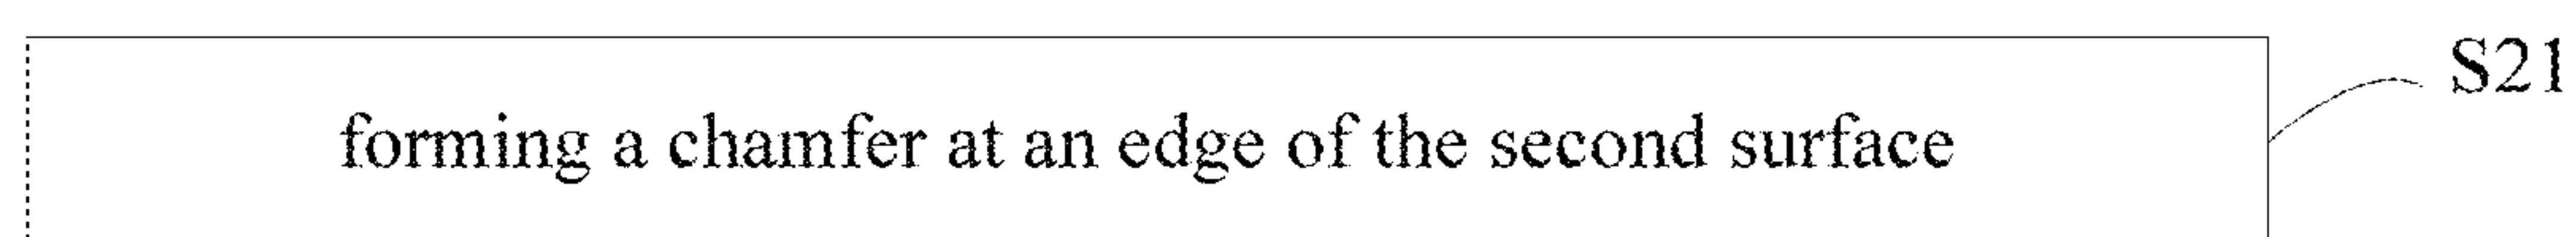 S21
forming a chamfer at an edge of the second surface